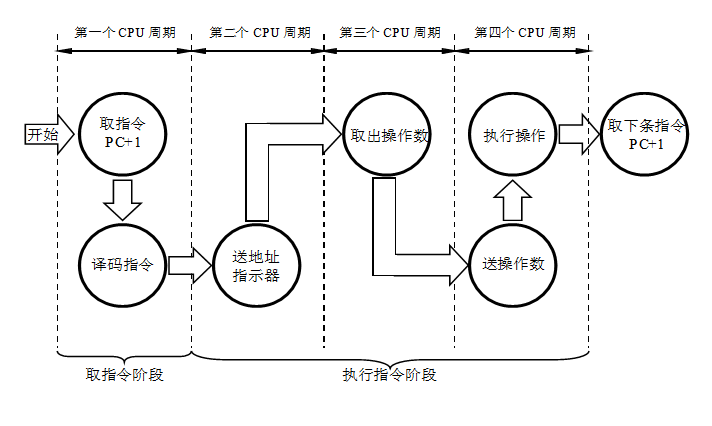 第一个 CPU 周期
第二个 CPU 周期
第三个 CPU 周期
第四个 CPU 周期
开始
取指令
PC+1
取出操作数
执行操作
取下条指令
PC+1
译码指令
送地址
指示器
送操作数
取指令阶段
执行指令阶段